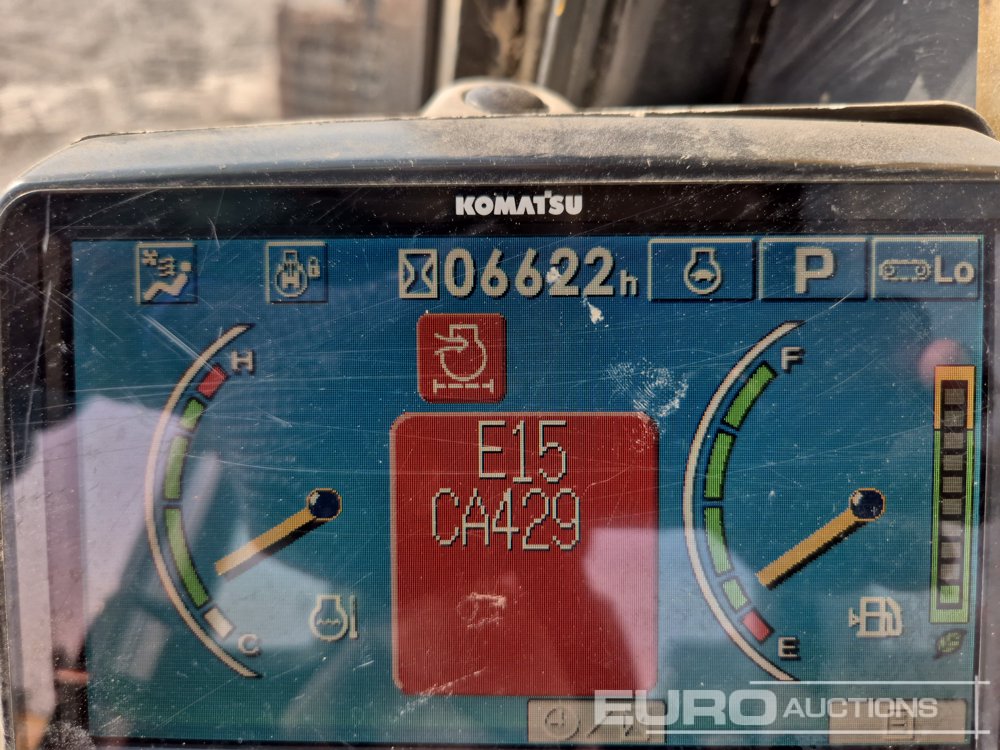 KOMATSU
06622h
P
Lo
H
F
E15
CA429
C
E
EURO AUCTIONS